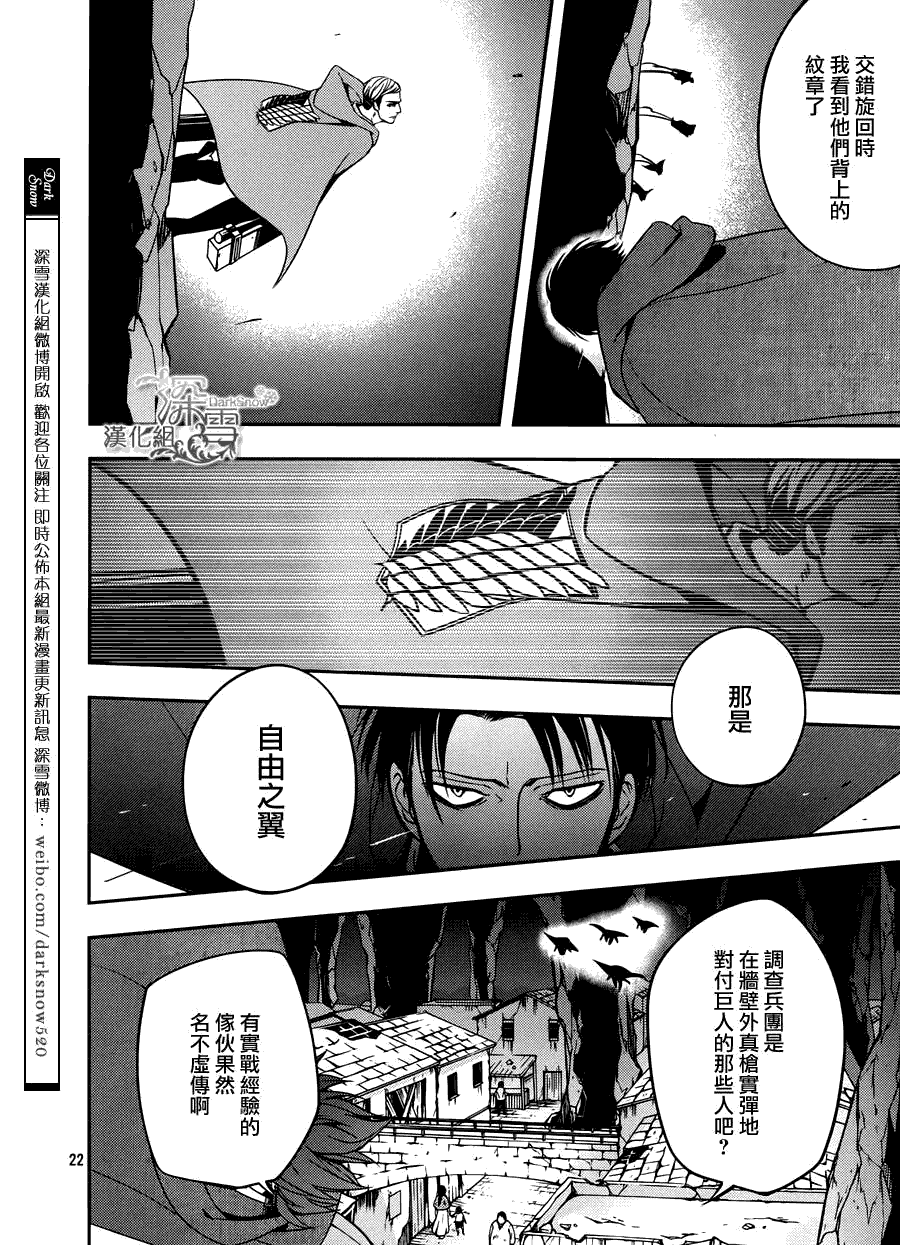 交錯旋回時
我看到他們背上的
紋章了
那是
自由之翼
調查兵團是
在牆壁外真槍實彈地
對付巨人的那些人吧?
有實戰經驗的
傢伙果然
名不虛傳啊
深雪
DarkSnow
漢化組
Dark
Snow
深雪漢化組微博開啟 歡迎各位關注 即時公佈本組最新漫畫更新訊息 深雪微博: weibo.com/darksnow520
22